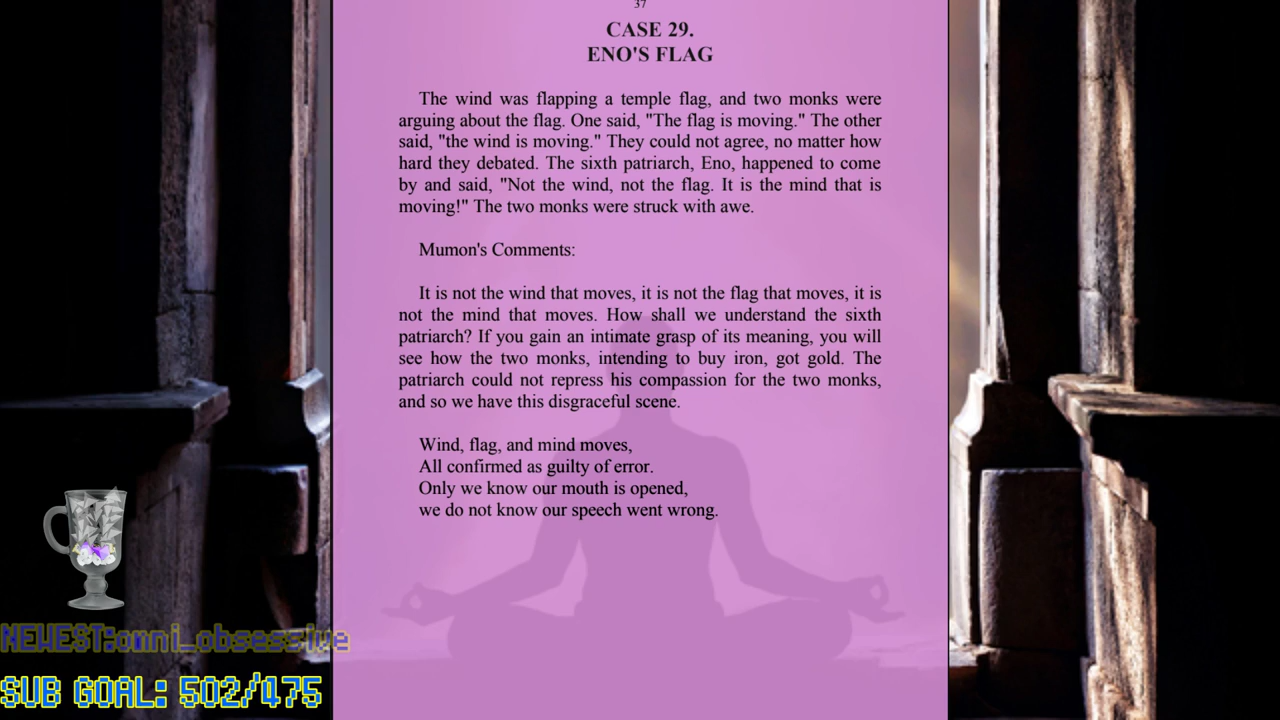 37
CASE 29.
ENO'S FLAG
The wind was flapping a temple flag, and two monks were
arguing about the flag. One said, "The flag is moving." The other
said, "the wind is moving." They could not agree, no matter how
hard they debated. The sixth patriarch, Eno, happened to come
by and said, "Not the wind, not the flag. It is the mind that is
moving!" The two monks were struck with awe.
Mumon's Comments:
It is not the wind that moves, it is not the flag that moves, it is
not the mind that moves. How shall we understand the sixth
patriarch? If you gain an intimate grasp of its meaning, you will
see how the two monks, intending to buy iron, got gold. The
patriarch could not repress his compassion for the two monks,
and so we have this disgraceful scene.
Wind, flag, and mind moves,
All confirmed as guilty of error.
Only we know our mouth is opened,
we do not know our speech went wrong.
NEWEST:omni_obsessive
SUB GOAL: 502/475